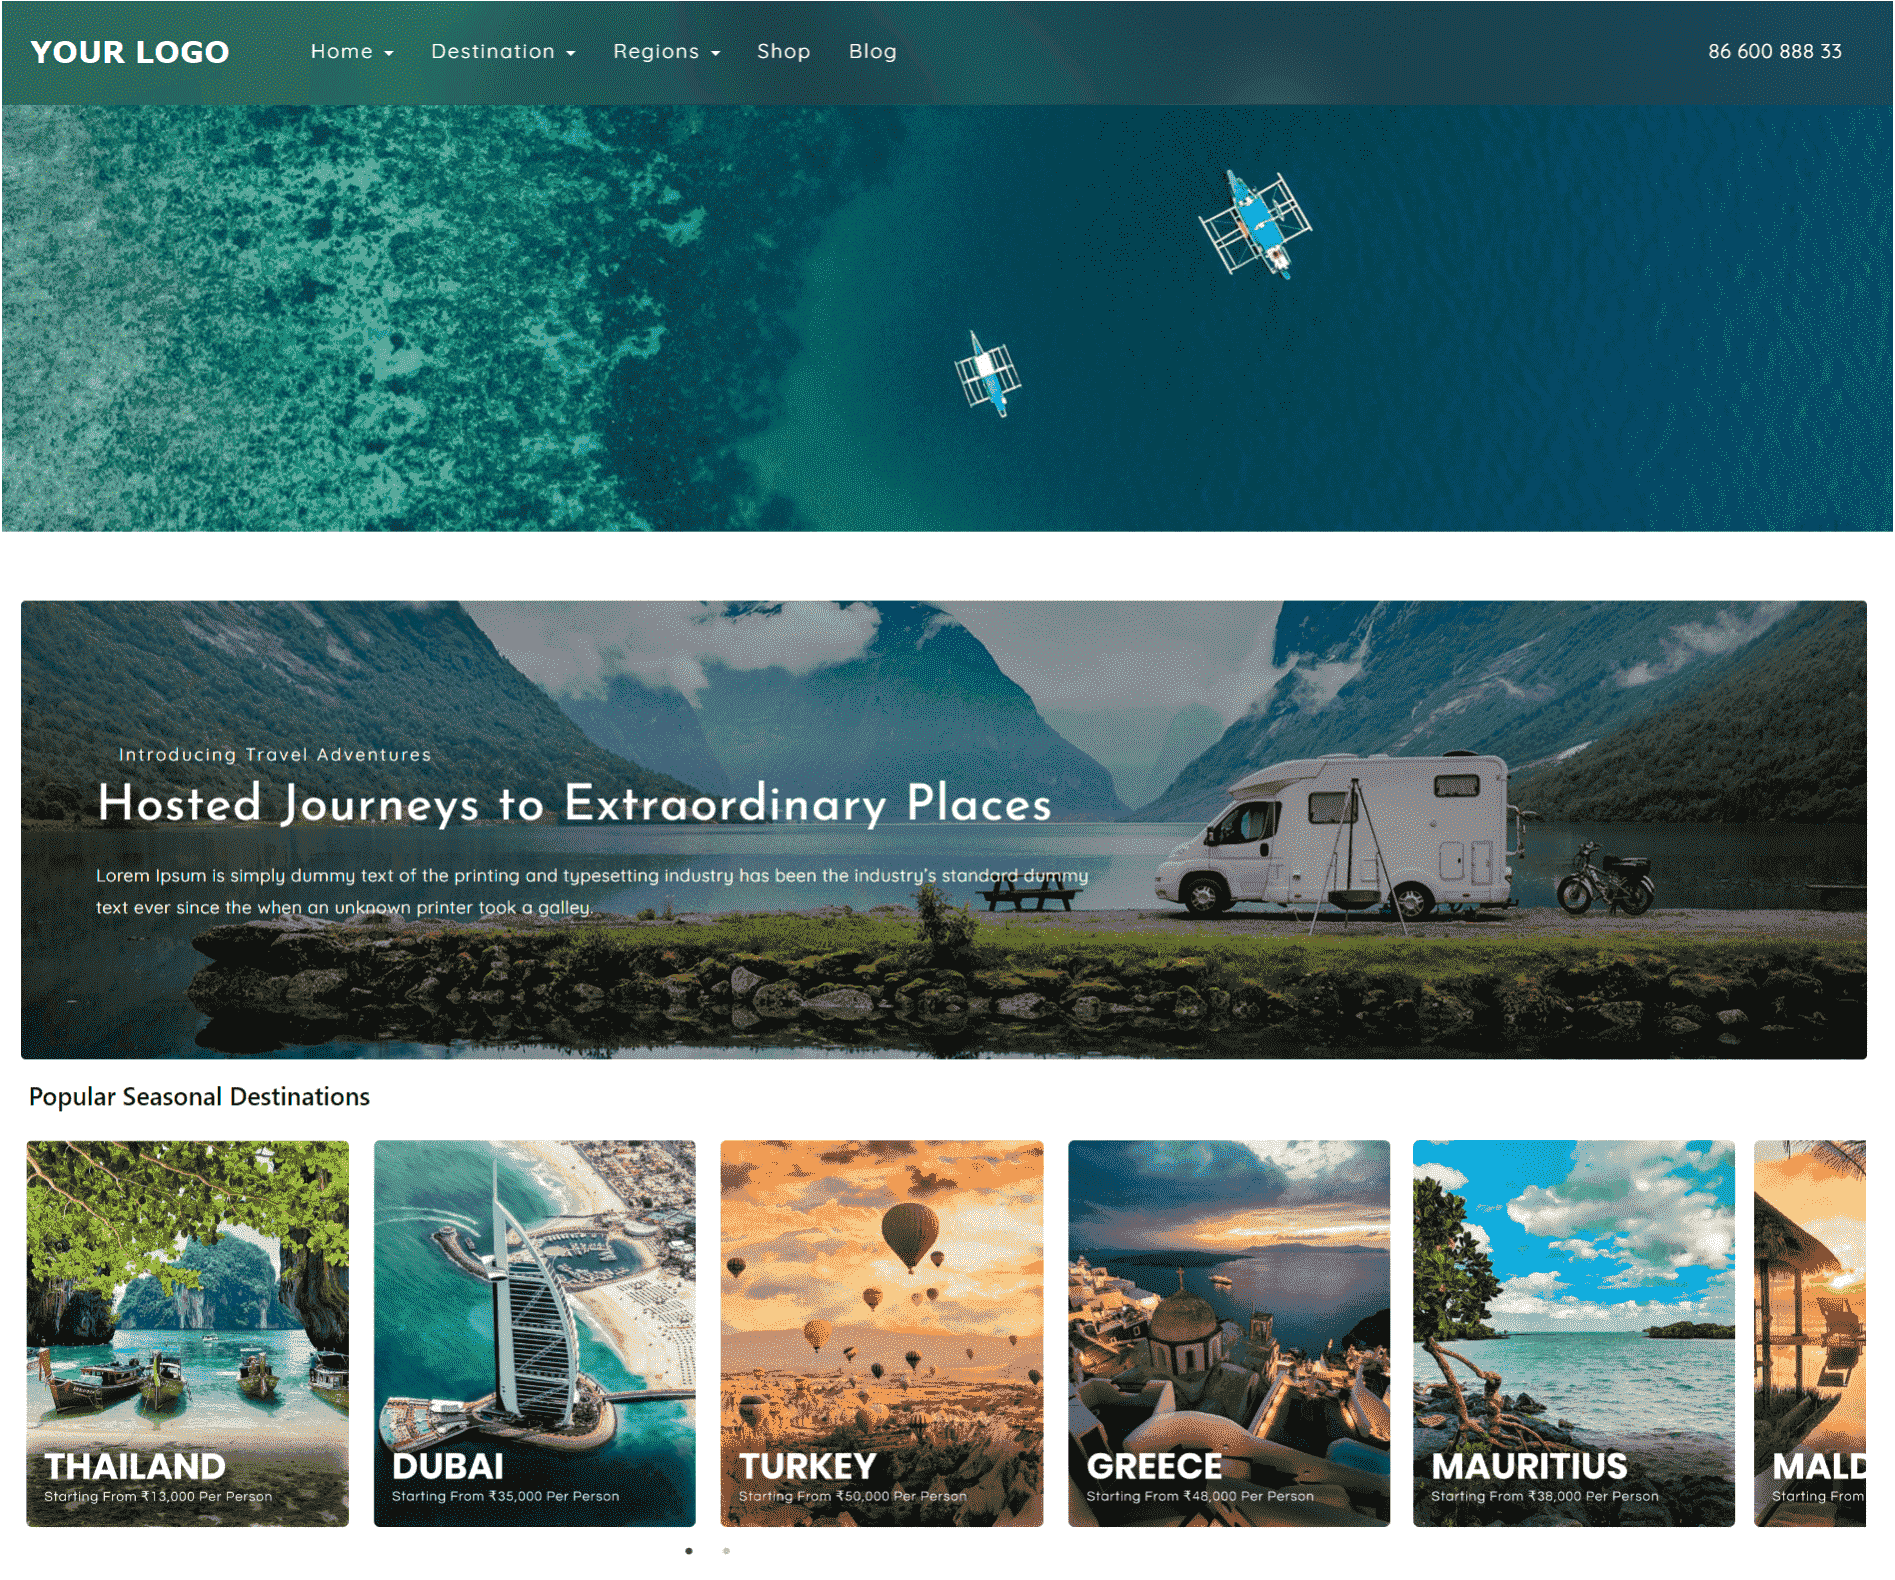 YOUR LOGO
Home
Destination
Regions
Shop
Blog
86 600 888 33
Introducing Travel Adventures
Hosted Journeys to Extraordinary Places
Lorem Ipsum is simply dummy text of the printing and typesetting industry has been the industry's standard dummy
text ever since the when an unknown printer took a galley.
Popular Seasonal Destinations
THAILAND
Starting From ₹13,000 Per Person
DUBAI
Starting From ₹35,000 Per Person
TURKEY
Starting From ₹50,000 Per Person
GREECE
Starting From ₹48,000 Per Person
MAURITIUS
Starting From ₹38,000 Per Person
MALD
Starting From